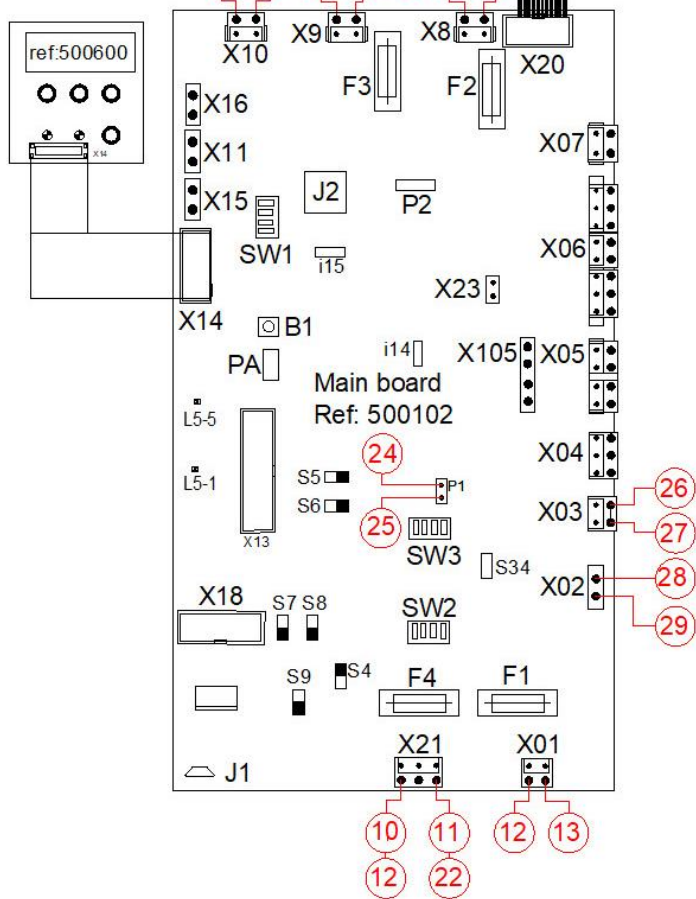 ref:500600
X14
X10
X9
X8
X20
F3
F2
X16
X11
X15
X07
J2
P2
SW1
i15
X06
X23
X14
B1
PA
i14
X105
X05
Main board
Ref: 500102
L5-5
L5-1
X13
24
S5
P1
X04
S6
25
26
X03
27
SW3
S34
28
X02
29
X18
S7
S8
SW2
S9
S4
F4
F1
X21
X01
J1
10
11
12
13
12
22